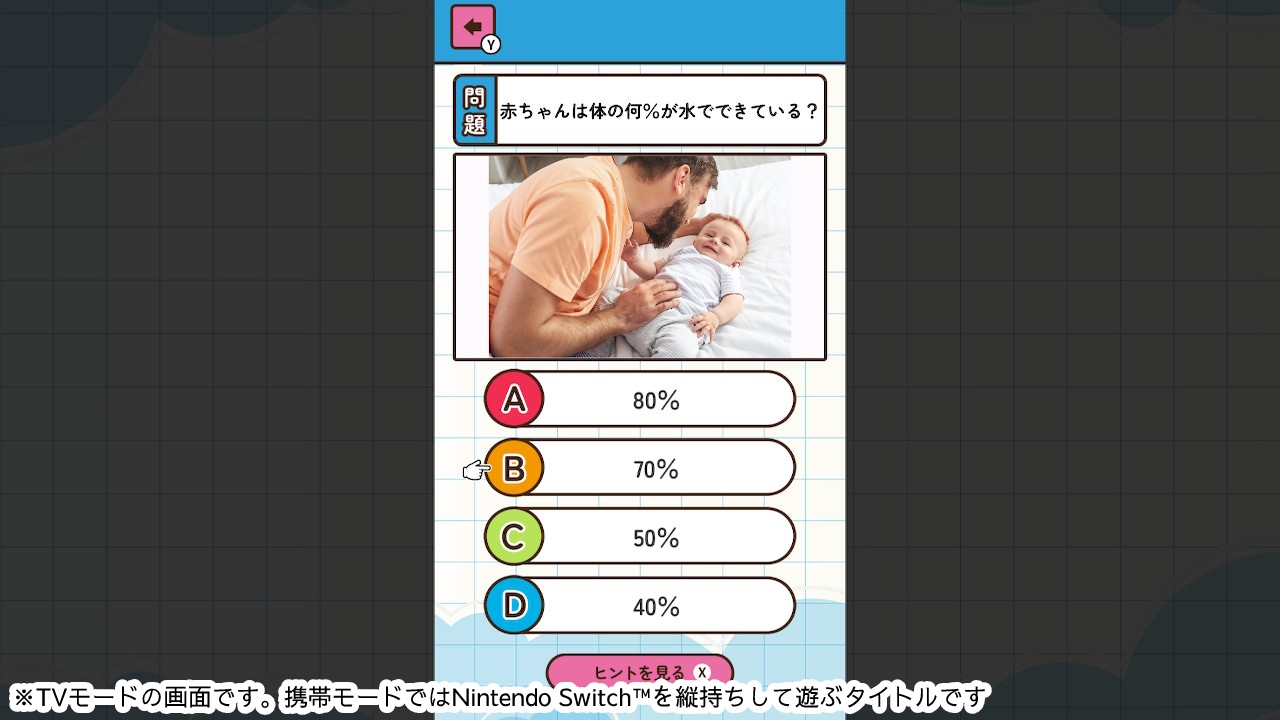 Y
問題
赤ちゃんは体の何％が水でできている？
A 80％
B 70％
C 50％
D 40％
ヒントを見る X
※TVモードの画面です。携帯モードではNintendo Switch™を縦持ちして遊ぶタイトルです